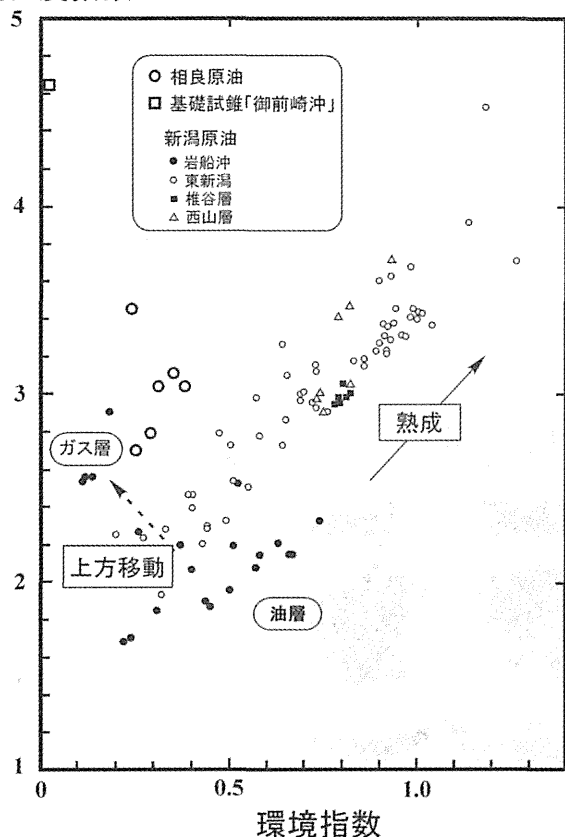 5
相良原油
基礎試錐「御前崎沖」
新潟原油
岩船沖
東新潟
椎谷層
西山層
4
3
ガス層
熟成
上方移動
2
油層
1
0
0.5
1.0
環境指数